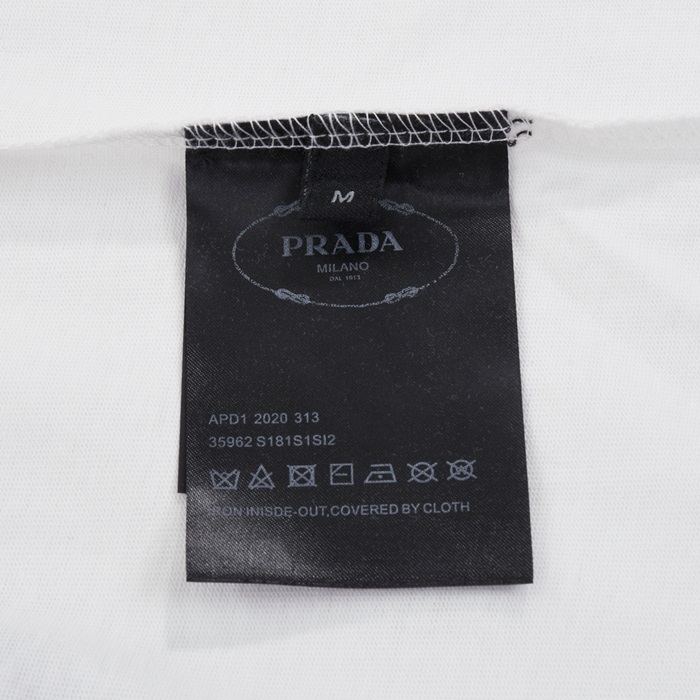 M
PRADA
MILANO
DAL 1913
APD1 2020 313
35962 S181S1SI2
IRON INISDE-OUT,COVERED BY CLOTH